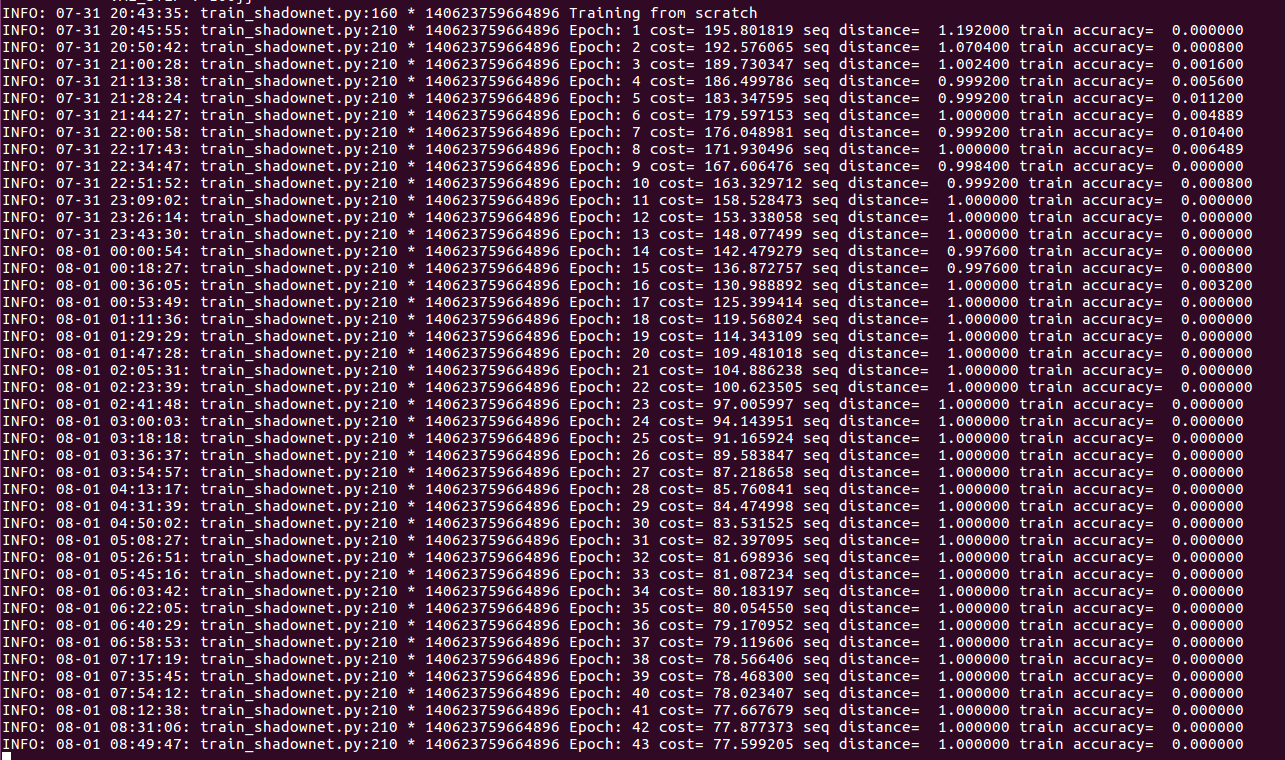 INFO: 07-31 20:43:35: train_shadownet.py:160 * 140623759664896 Training from scratch
INFO: 07-31 20:45:55: train_shadownet.py:210 * 140623759664896 Epoch: 1 cost= 195.801819 seq distance= 1.192000 train accuracy= 0.000000
INFO: 07-31 20:50:42: train_shadownet.py:210 * 140623759664896 Epoch: 2 cost= 192.576065 seq distance= 1.070400 train accuracy= 0.000800
INFO: 07-31 21:00:28: train_shadownet.py:210 * 140623759664896 Epoch: 3 cost= 189.730347 seq distance= 1.002400 train accuracy= 0.001600
INFO: 07-31 21:13:38: train_shadownet.py:210 * 140623759664896 Epoch: 4 cost= 186.499786 seq distance= 0.999200 train accuracy= 0.005600
INFO: 07-31 21:28:24: train_shadownet.py:210 * 140623759664896 Epoch: 5 cost= 183.347595 seq distance= 0.999200 train accuracy= 0.011200
INFO: 07-31 21:44:27: train_shadownet.py:210 * 140623759664896 Epoch: 6 cost= 179.597153 seq distance= 1.000000 train accuracy= 0.004889
INFO: 07-31 22:00:58: train_shadownet.py:210 * 140623759664896 Epoch: 7 cost= 176.048981 seq distance= 0.999200 train accuracy= 0.010400
INFO: 07-31 22:17:43: train_shadownet.py:210 * 140623759664896 Epoch: 8 cost= 171.930496 seq distance= 1.000000 train accuracy= 0.006489
INFO: 07-31 22:34:47: train_shadownet.py:210 * 140623759664896 Epoch: 9 cost= 167.606476 seq distance= 0.998400 train accuracy= 0.000000
INFO: 07-31 22:51:52: train_shadownet.py:210 * 140623759664896 Epoch: 10 cost= 163.329712 seq distance= 0.999200 train accuracy= 0.000800
INFO: 07-31 23:09:02: train_shadownet.py:210 * 140623759664896 Epoch: 11 cost= 158.528473 seq distance= 1.000000 train accuracy= 0.000000
INFO: 07-31 23:26:14: train_shadownet.py:210 * 140623759664896 Epoch: 12 cost= 153.338058 seq distance= 1.000000 train accuracy= 0.000000
INFO: 07-31 23:43:30: train_shadownet.py:210 * 140623759664896 Epoch: 13 cost= 148.077499 seq distance= 1.000000 train accuracy= 0.000000
INFO: 08-01 00:00:54: train_shadownet.py:210 * 140623759664896 Epoch: 14 cost= 142.479279 seq distance= 0.997600 train accuracy= 0.000000
INFO: 08-01 00:18:27: train_shadownet.py:210 * 140623759664896 Epoch: 15 cost= 136.872757 seq distance= 0.997600 train accuracy= 0.000800
INFO: 08-01 00:36:05: train_shadownet.py:210 * 140623759664896 Epoch: 16 cost= 130.988892 seq distance= 1.000000 train accuracy= 0.003200
INFO: 08-01 00:53:49: train_shadownet.py:210 * 140623759664896 Epoch: 17 cost= 125.399414 seq distance= 1.000000 train accuracy= 0.000000
INFO: 08-01 01:11:36: train_shadownet.py:210 * 140623759664896 Epoch: 18 cost= 119.568024 seq distance= 1.000000 train accuracy= 0.000000
INFO: 08-01 01:29:29: train_shadownet.py:210 * 140623759664896 Epoch: 19 cost= 114.343109 seq distance= 1.000000 train accuracy= 0.000000
INFO: 08-01 01:47:28: train_shadownet.py:210 * 140623759664896 Epoch: 20 cost= 109.481018 seq distance= 1.000000 train accuracy= 0.000000
INFO: 08-01 02:05:31: train_shadownet.py:210 * 140623759664896 Epoch: 21 cost= 104.886238 seq distance= 1.000000 train accuracy= 0.000000
INFO: 08-01 02:23:39: train_shadownet.py:210 * 140623759664896 Epoch: 22 cost= 100.623505 seq distance= 1.000000 train accuracy= 0.000000
INFO: 08-01 02:41:48: train_shadownet.py:210 * 140623759664896 Epoch: 23 cost= 97.005997 seq distance= 1.000000 train accuracy= 0.000000
INFO: 08-01 03:00:03: train_shadownet.py:210 * 140623759664896 Epoch: 24 cost= 94.143951 seq distance= 1.000000 train accuracy= 0.000000
INFO: 08-01 03:18:18: train_shadownet.py:210 * 140623759664896 Epoch: 25 cost= 91.165924 seq distance= 1.000000 train accuracy= 0.000000
INFO: 08-01 03:36:37: train_shadownet.py:210 * 140623759664896 Epoch: 26 cost= 89.583847 seq distance= 1.000000 train accuracy= 0.000000
INFO: 08-01 03:54:57: train_shadownet.py:210 * 140623759664896 Epoch: 27 cost= 87.218658 seq distance= 1.000000 train accuracy= 0.000000
INFO: 08-01 04:13:17: train_shadownet.py:210 * 140623759664896 Epoch: 28 cost= 85.760841 seq distance= 1.000000 train accuracy= 0.000000
INFO: 08-01 04:31:39: train_shadownet.py:210 * 140623759664896 Epoch: 29 cost= 84.474998 seq distance= 1.000000 train accuracy= 0.000000
INFO: 08-01 04:50:02: train_shadownet.py:210 * 140623759664896 Epoch: 30 cost= 83.531525 seq distance= 1.000000 train accuracy= 0.000000
INFO: 08-01 05:08:27: train_shadownet.py:210 * 140623759664896 Epoch: 31 cost= 82.397095 seq distance= 1.000000 train accuracy= 0.000000
INFO: 08-01 05:26:51: train_shadownet.py:210 * 140623759664896 Epoch: 32 cost= 81.698936 seq distance= 1.000000 train accuracy= 0.000000
INFO: 08-01 05:45:16: train_shadownet.py:210 * 140623759664896 Epoch: 33 cost= 81.087234 seq distance= 1.000000 train accuracy= 0.000000
INFO: 08-01 06:03:42: train_shadownet.py:210 * 140623759664896 Epoch: 34 cost= 80.183197 seq distance= 1.000000 train accuracy= 0.000000
INFO: 08-01 06:22:05: train_shadownet.py:210 * 140623759664896 Epoch: 35 cost= 80.054550 seq distance= 1.000000 train accuracy= 0.000000
INFO: 08-01 06:40:29: train_shadownet.py:210 * 140623759664896 Epoch: 36 cost= 79.170952 seq distance= 1.000000 train accuracy= 0.000000
INFO: 08-01 06:58:53: train_shadownet.py:210 * 140623759664896 Epoch: 37 cost= 79.119606 seq distance= 1.000000 train accuracy= 0.000000
INFO: 08-01 07:17:19: train_shadownet.py:210 * 140623759664896 Epoch: 38 cost= 78.566406 seq distance= 1.000000 train accuracy= 0.000000
INFO: 08-01 07:35:45: train_shadownet.py:210 * 140623759664896 Epoch: 39 cost= 78.468300 seq distance= 1.000000 train accuracy= 0.000000
INFO: 08-01 07:54:12: train_shadownet.py:210 * 140623759664896 Epoch: 40 cost= 78.023407 seq distance= 1.000000 train accuracy= 0.000000
INFO: 08-01 08:12:38: train_shadownet.py:210 * 140623759664896 Epoch: 41 cost= 77.667679 seq distance= 1.000000 train accuracy= 0.000000
INFO: 08-01 08:31:06: train_shadownet.py:210 * 140623759664896 Epoch: 42 cost= 77.877373 seq distance= 1.000000 train accuracy= 0.000000
INFO: 08-01 08:49:47: train_shadownet.py:210 * 140623759664896 Epoch: 43 cost= 77.599205 seq distance= 1.000000 train accuracy= 0.000000